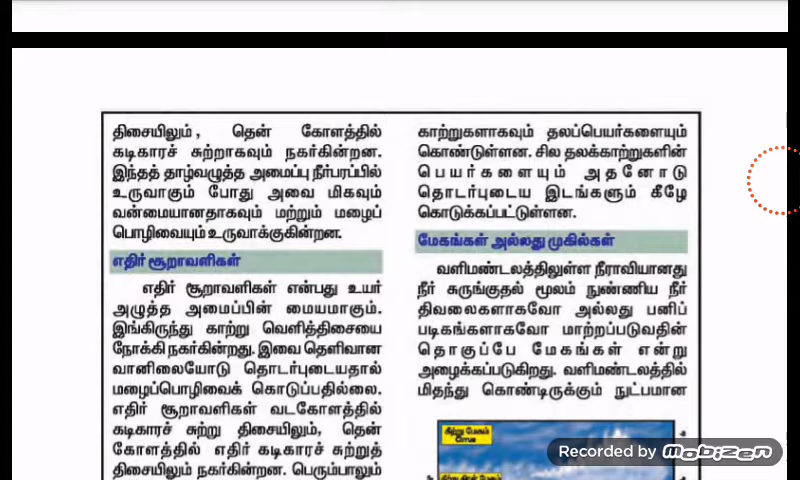 திசையிலும், தென் கோளத்தில்
கடிகாரச் சுற்றாகவும் நகர்கின்றன.
இந்தத் தாழ்வழுத்த அமைப்பு நீர்பரப்பில்
உருவாகும் போது அவை மிகவும்
வன்மையானதாகவும் மற்றும் மழைப்
பொழிவையும் உருவாக்குகின்றன.
எதிர் சூறாவளிகள்
எதிர் சூறாவளிகள் என்பது உயர்
அழுத்த அமைப்பின் மையமாகும்.
இங்கிருந்து காற்று வெளித்திசையை
நோக்கி நகர்கின்றது. இவை தெளிவான
வானிலையோடு தொடர்புடையதால்
மழைப்பொழிவைக் கொடுப்பதில்லை.
எதிர் சூறாவளிகள் வடகோளத்தில்
கடிகாரச் சுற்று திசையிலும், தென்
கோளத்தில் எதிர் கடிகாரச் சுற்றுத்
திசையிலும் நகர்கின்றன. பெரும்பாலும்
காற்றுகளாகவும் தலப்பெயர்களையும்
கொண்டுள்ளன. சில தலக்காற்றுகளின்
பெயர்களையும் அதனோடு
தொடர்புடைய இடங்களும் கீழே
கொடுக்கப்பட்டுள்ளன.
மேகங்கள் அல்லது முகில்கள்
வளிமண்டலத்திலுள்ள நீராவியானது
நீர் சுருங்குதல் மூலம் நுண்ணிய நீர்
திவலைகளாகவோ அல்லது பனிப்
படிகங்களாகவோ மாற்றப்படுவதின்
தொகுப்பே மேகங்கள் என்று
அழைக்கப்படுகிறது. வளிமண்டலத்தில்
மிதந்து கொண்டிருக்கும் நுட்பமான
கீற்று மேகம்
Recorded by Mobizen